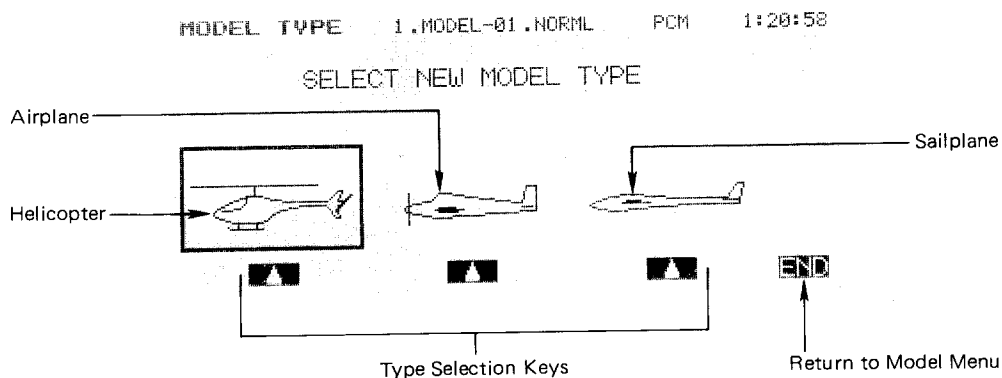 MODEL TYPE 1.MODEL-01.NORML PCM 1:20:58
SELECT NEW MODEL TYPE
Airplane
Sailplane
Helicopter
END
Type Selection Keys
Return to Model Menu